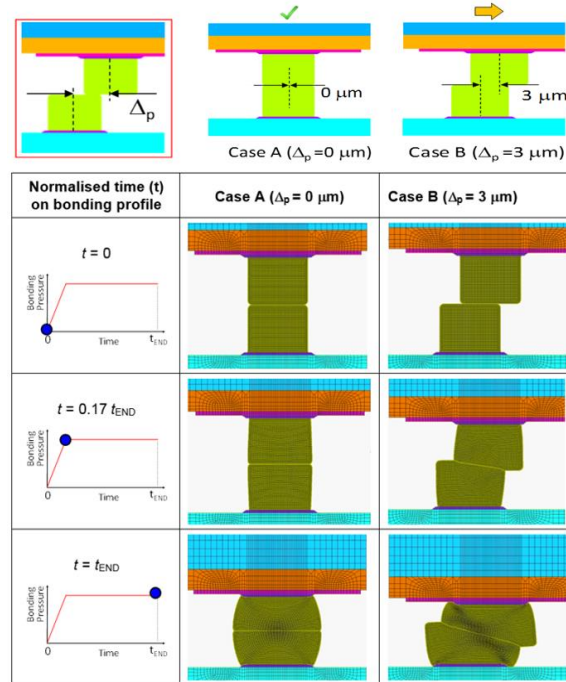 Δp
0 μm
3 μm
Case A (Δp =0 μm)
Case B (Δp =3 μm)
Normalised time (t)
on bonding profile
Case A (Δp = 0 μm)
Case B (Δp = 3 μm)
t = 0
Bonding
Pressure
0
Time
tEND
t = 0.17 tEND
Bonding
Pressure
0
Time
tEND
t = tEND
Bonding
Pressure
0
Time
tEND